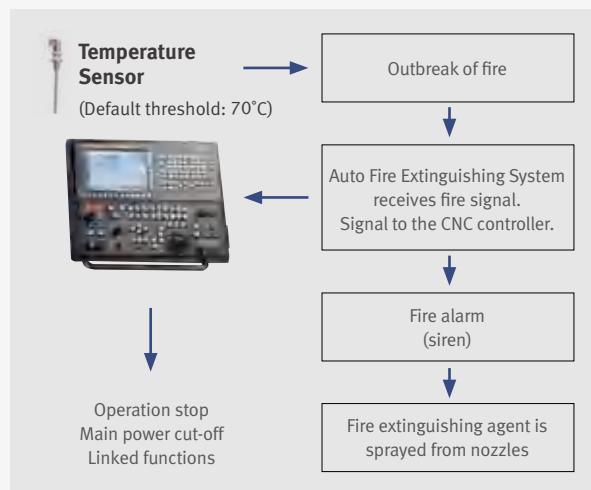 Temperature
Sensor
(Default threshold: 70˚C)
Outbreak of fire
Auto Fire Extinguishing System
receives fire signal.
Signal to the CNC controller.
Fire alarm
(siren)
Operation stop
Main power cut-off
Linked functions
Fire extinguishing agent is
sprayed from nozzles